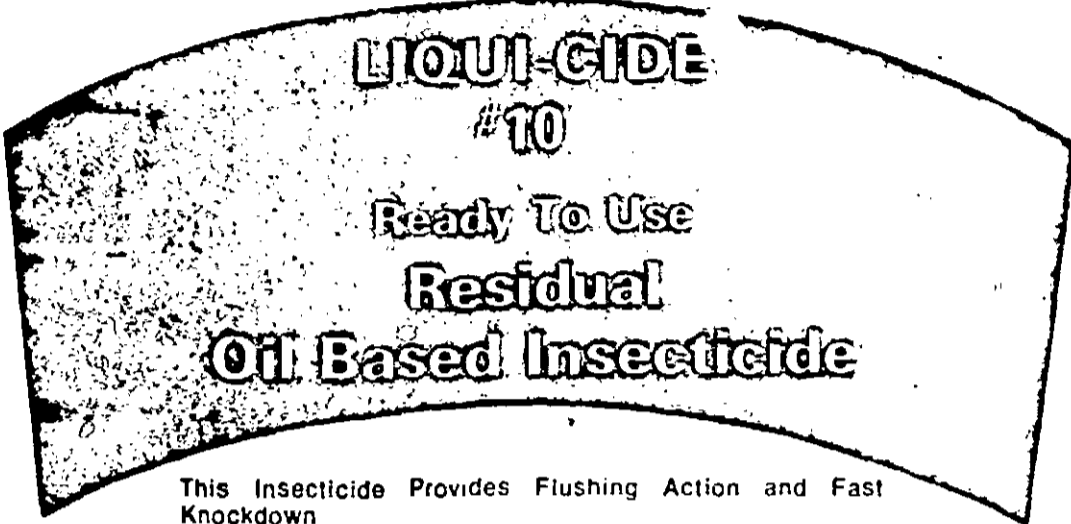 LIQUI-CIDE
#10
Ready To Use
Residual
Oil Based Insecticide
This Insecticide Provides Flushing Action and Fast
Knockdown